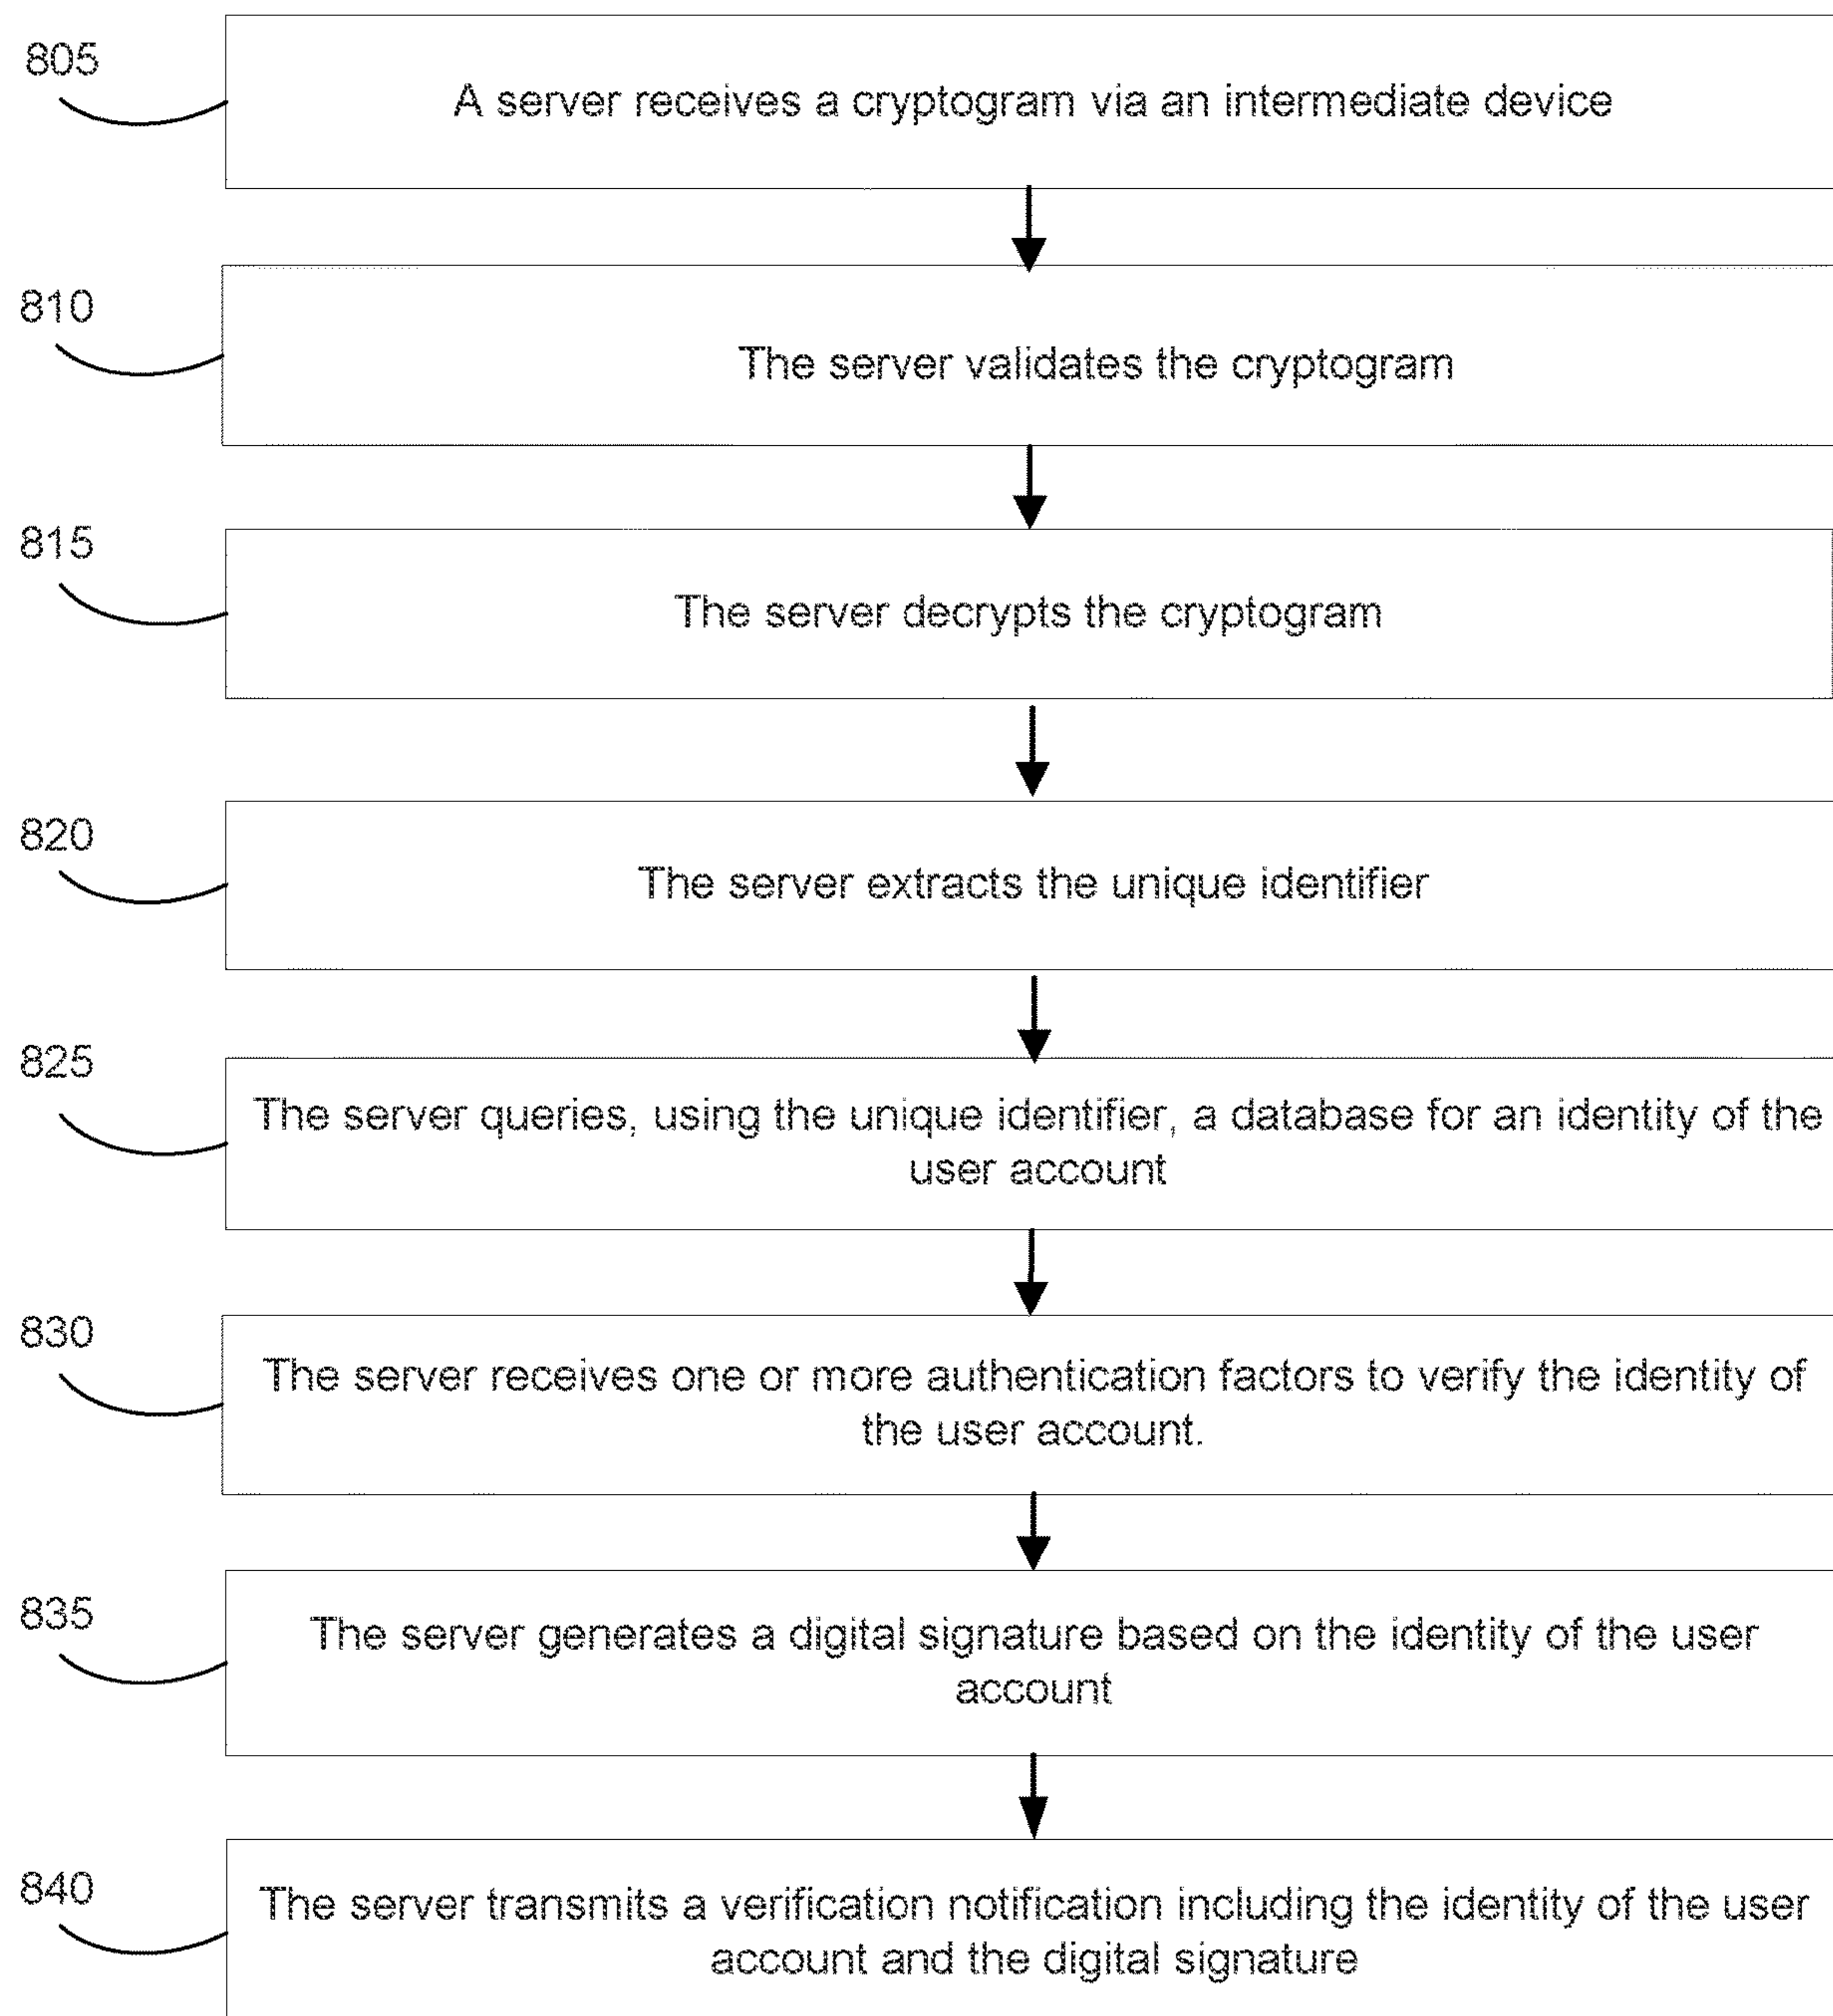 805
A server receives a cryptogram via an intermediate device
810
The server validates the cryptogram
815
The server decrypts the cryptogram
820
The server extracts the unique identifier
825
The server queries, using the unique identifier, a database for an identity of the
user account
830
The server receives one or more authentication factors to verify the identity of
the user account.
835
The server generates a digital signature based on the identity of the user
account
840
The server transmits a verification notification including the identity of the user
account and the digital signature